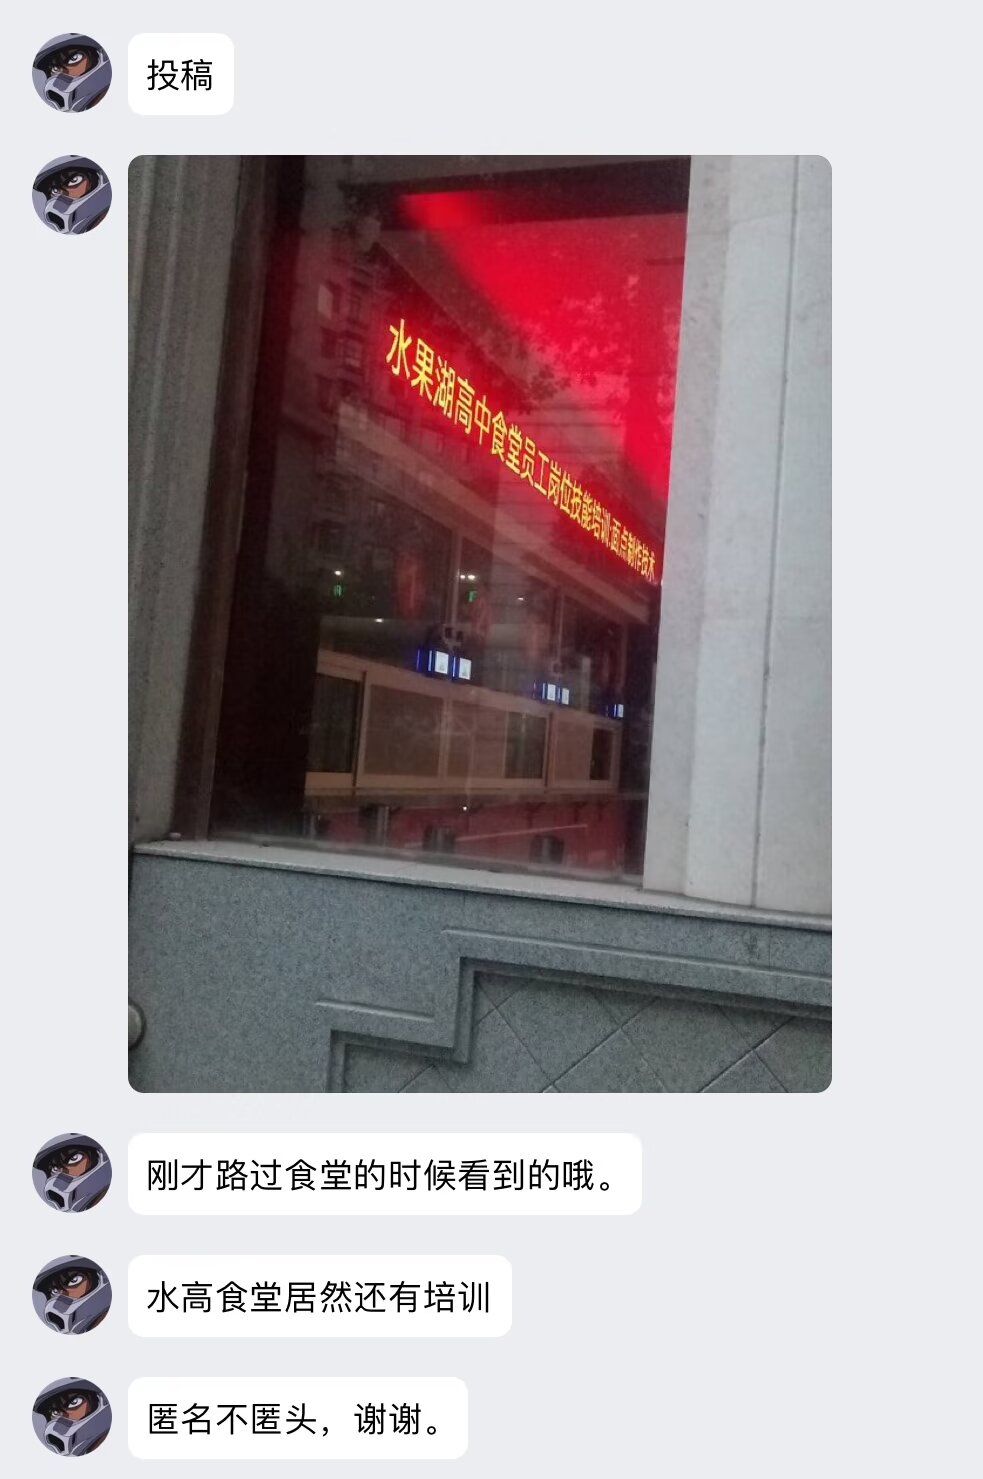 投稿
水果湖高中食堂员工岗位技能培训:面点制作技术
刚才路过食堂的时候看到的哦。
水高食堂居然还有培训
匿名不匿头，谢谢。